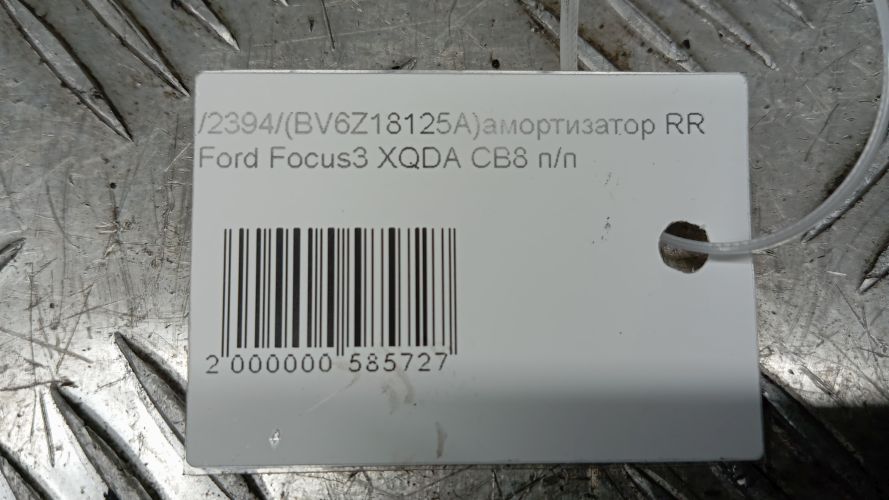 /2394/(BV6Z18125A)амортизатор RR
Ford Focus3 XQDA CB8 п/п
2 000000 585727